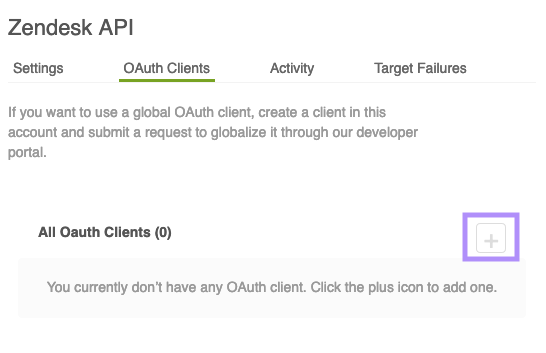 Zendesk API
Settings OAuth Clients Activity Target Failures
If you want to use a global OAuth client, create a client in this
account and submit a request to globalize it through our developer
portal.
All Oauth Clients (0)
+
You currently don't have any OAuth client. Click the plus icon to add one.